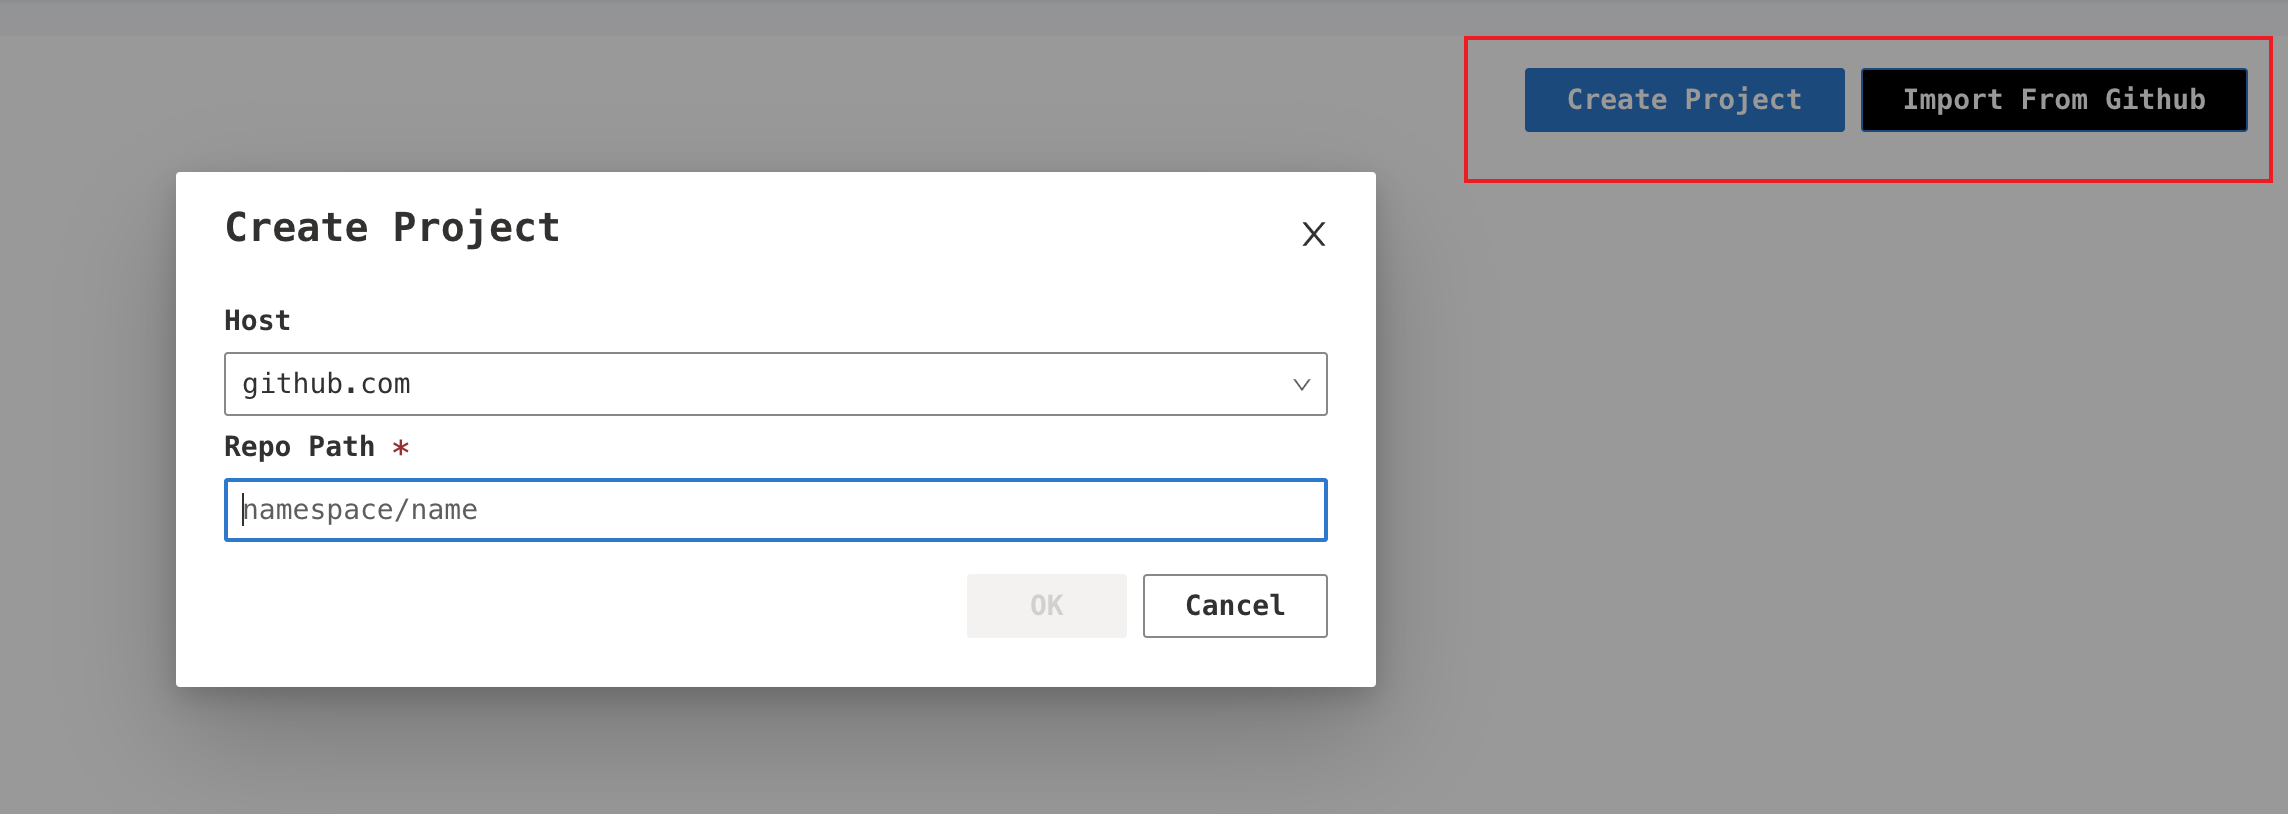 Create Project Import From Github
Create Project
X
Host
github.com
Repo Path *
namespace/name
OK Cancel